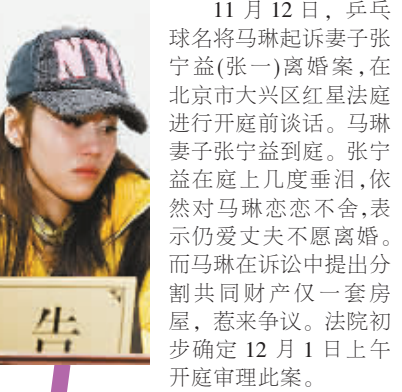 NY
告
11 月 12 日，乒乓
球名将马琳起诉妻子张
宁益(张一)离婚案,在
北京市大兴区红星法庭
进行开庭前谈话。马琳
妻子张宁益到庭。张宁
益在庭上几度垂泪,依
然对马琳恋恋不舍,表
示仍爱丈夫不愿离婚。
而马琳在诉讼中提出分
割共同财产仅一套房
屋，惹来争议。法院初
步确定 12 月 1 日上午
开庭审理此案。